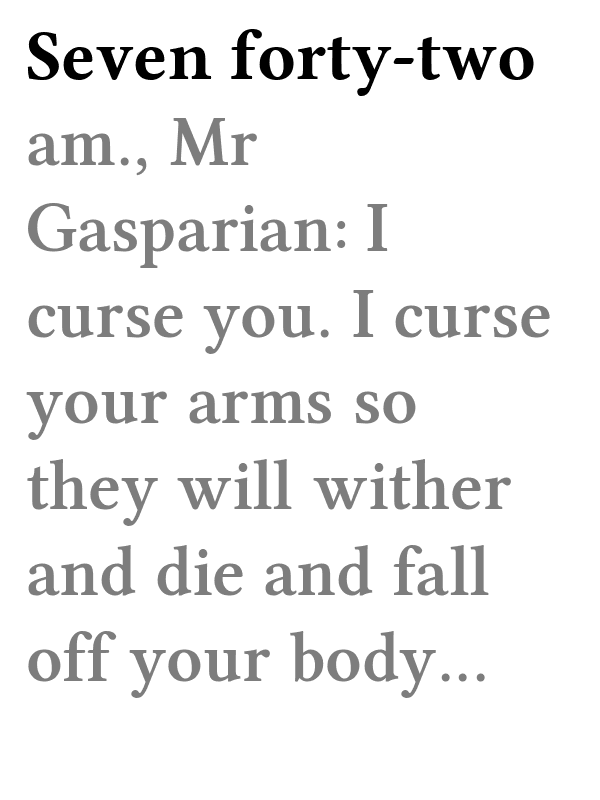 Seven forty-two
am., Mr
Gasparian: I
curse you. I curse
your arms so
they will wither
and die and fall
off your body...